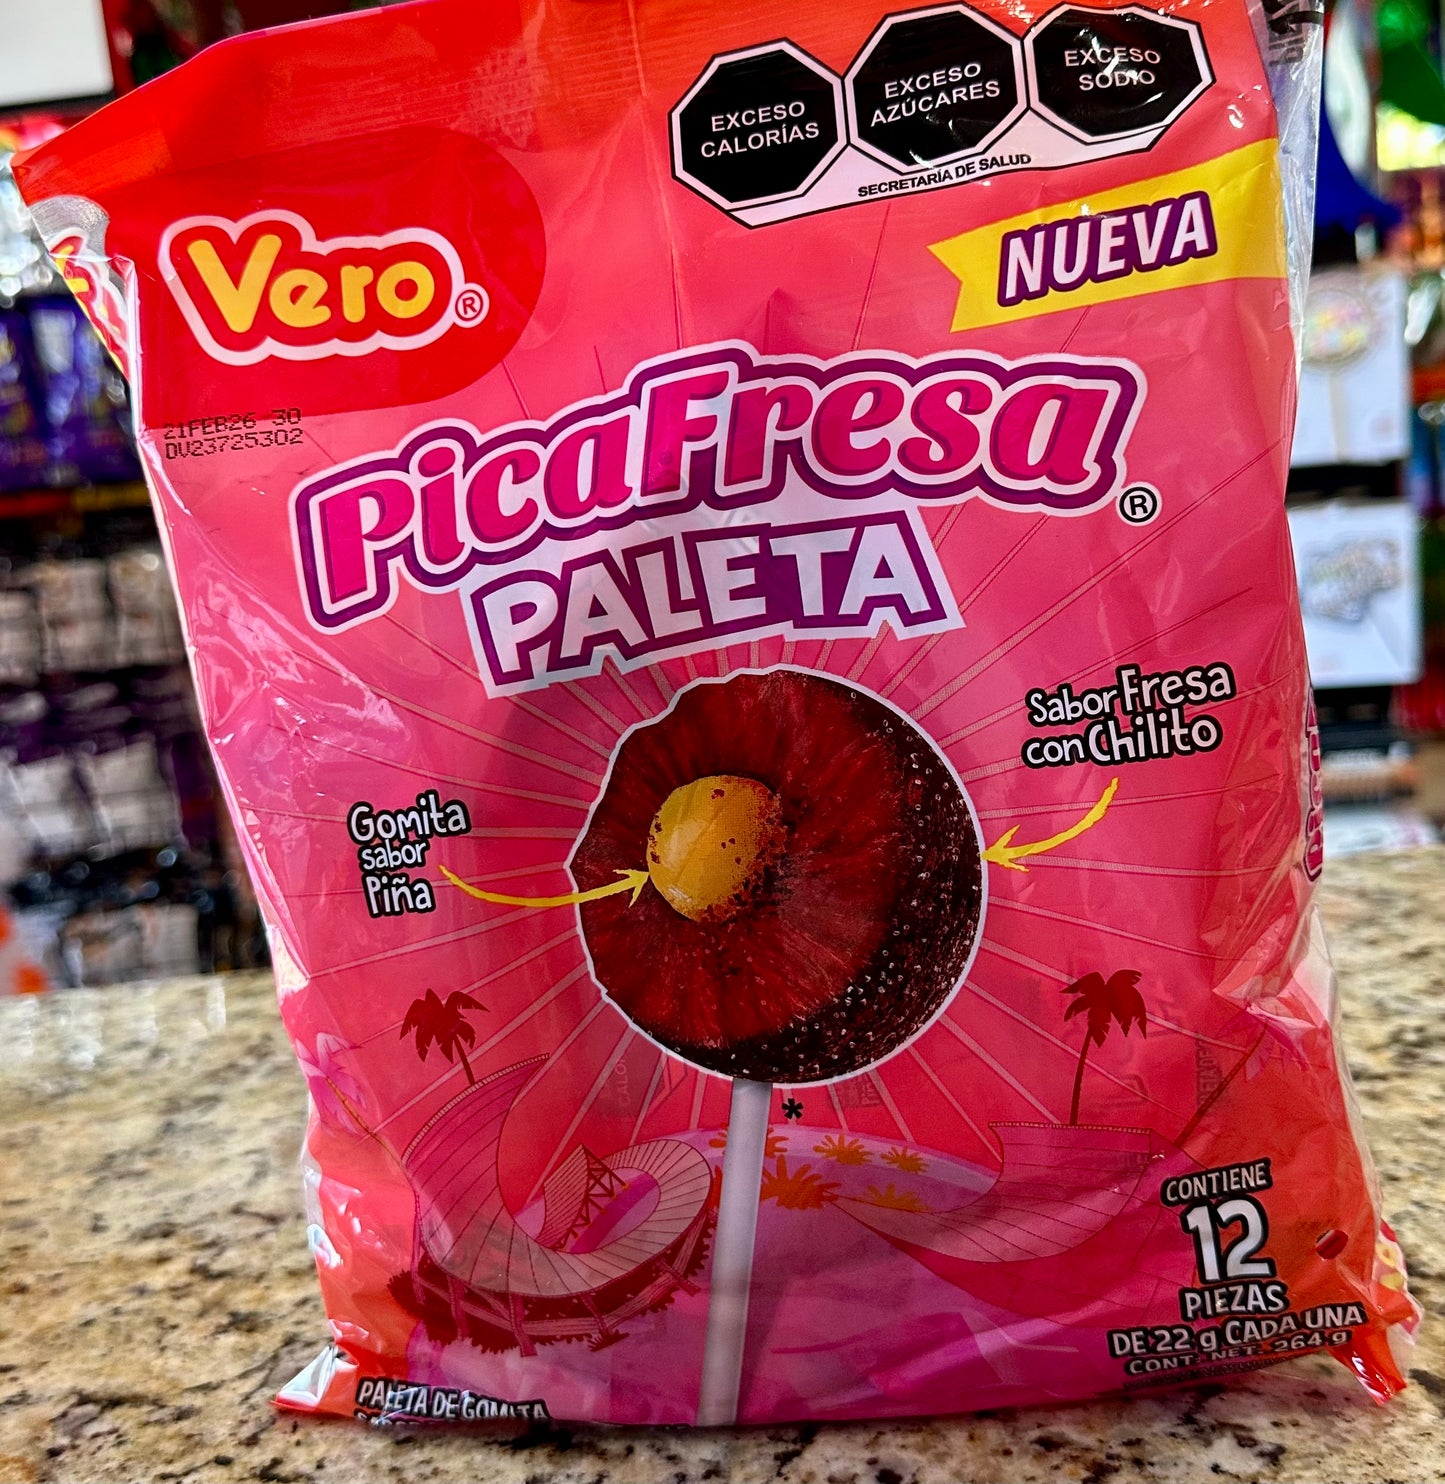 EXCESO
CALORÍAS
EXCESO
AZÚCARES
EXCESO
SODIO
SECRETARÍA DE SALUD
NUEVA
Vero®
21FEB26 30
DV23725302
PicaFresa®
PALETA
Sabor Fresa
con Chilito
Gomita
sabor
Piña
*
CONTIENE
12
PIEZAS
DE 22 g CADA UNA
CONT. NET. 264 g
PALETA DE GOMITA